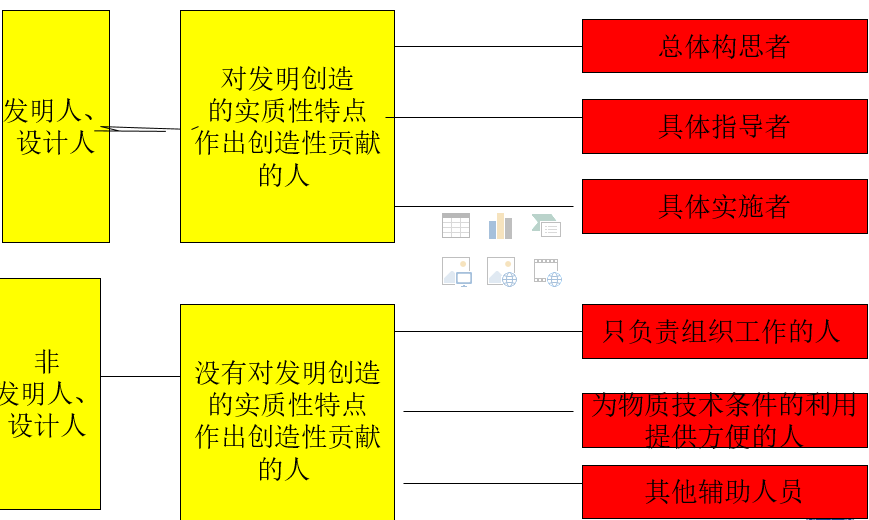 发明人、
设计人
对发明创造
的实质性特点
作出创造性贡献
的人
总体构思者
具体指导者
具体实施者
非
发明人、
设计人
没有对发明创造
的实质性特点
作出创造性贡献
的人
只负责组织工作的人
为物质技术条件的利用
提供方便的人
其他辅助人员